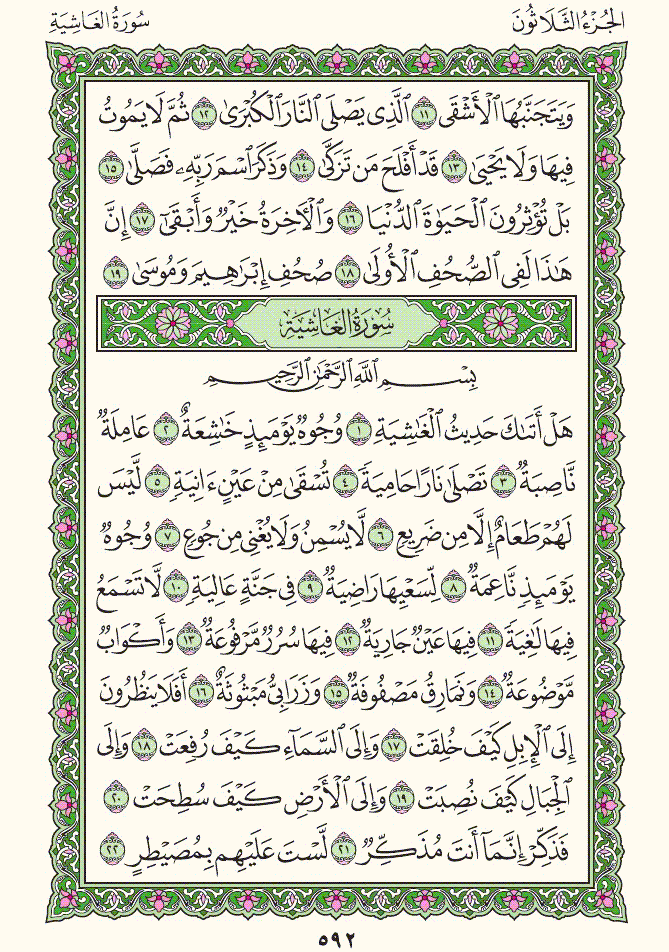 الجُزْءُ الثَّلَاثُونَ
سُورَةُ الغَاشِيَةِ
وَيَتَجَنَّبُهَا ٱلْأَشْقَى ١١ ٱلَّذِى يَصْلَى ٱلنَّارَ ٱلْكُبْرَىٰ ١٢ ثُمَّ لَا يَمُوتُ
فِيهَا وَلَا يَحْيَىٰ ١٣ قَدْ أَفْلَحَ مَن تَزَكَّىٰ ١٤ وَذَكَرَ ٱسْمَ رَبِّهِۦ فَصَلَّىٰ ١٥
بَلْ تُؤْثِرُونَ ٱلْحَيَوٰةَ ٱلدُّنْيَا ١٦ وَٱلْأَخِرَةُ خَيْرٌ وَأَبْقَىٰٓ ١٧ إِنَّ
هَٰذَا لَفِى ٱلصُّحُفِ ٱلْأُولَىٰ ١٨ صُحُفِ إِبْرَٰهِيمَ وَمُوسَىٰ ١٩
سُورَةُ الغَاشِيَةِ
بِسْمِ ٱللَّهِ ٱلرَّحْمَٰنِ ٱلرَّحِيمِ
هَلْ أَتَىٰكَ حَدِيثُ ٱلْغَٰشِيَةِ ١ وُجُوهٌ يَوْمَئِذٍ خَٰشِعَةٌ ٢ عَامِلَةٌ
نَّاصِبَةٌ ٣ تَصْلَىٰ نَارًا حَامِيَةً ٤ تُسْقَىٰ مِنْ عَيْنٍ ءَانِيَةٍ ٥ لَّيْسَ
لَهُمْ طَعَامٌ إِلَّا مِن ضَرِيعٍ ٦ لَّا يُسْمِنُ وَلَا يُغْنِى مِن جُوعٍ ٧ وُجُوهٌ
يَوْمَئِذٍ نَّاعِمَةٌ ٨ لِّسَعْيِهَا رَاضِيَةٌ ٩ فِى جَنَّةٍ عَالِيَةٍ ١٠ لَّا تَسْمَعُ
فِيهَا لَٰغِيَةً ١١ فِيهَا عَيْنٌ جَارِيَةٌ ١٢ فِيهَا سُرُرٌ مَّرْفُوعَةٌ ١٣ وَأَكْوَابٌ
مَّوْضُوعَةٌ ١٤ وَنَمَارِقُ مَصْفُوفَةٌ ١٥ وَزَرَابِىُّ مَبْثُوثَةٌ ١٦ أَفَلَا يَنظُرُونَ
إِلَى ٱلْإِبِلِ كَيْفَ خُلِقَتْ ١٧ وَإِلَى ٱلسَّمَآءِ كَيْفَ رُفِعَتْ ١٨ وَإِلَى
ٱلْجِبَالِ كَيْفَ نُصِبَتْ ١٩ وَإِلَى ٱلْأَرْضِ كَيْفَ سُطِحَتْ ٢٠
فَذَكِّرْ إِنَّمَآ أَنتَ مُذَكِّرٌ ٢١ لَّسْتَ عَلَيْهِم بِمُصَيْطِرٍ ٢٢
٥٩٢